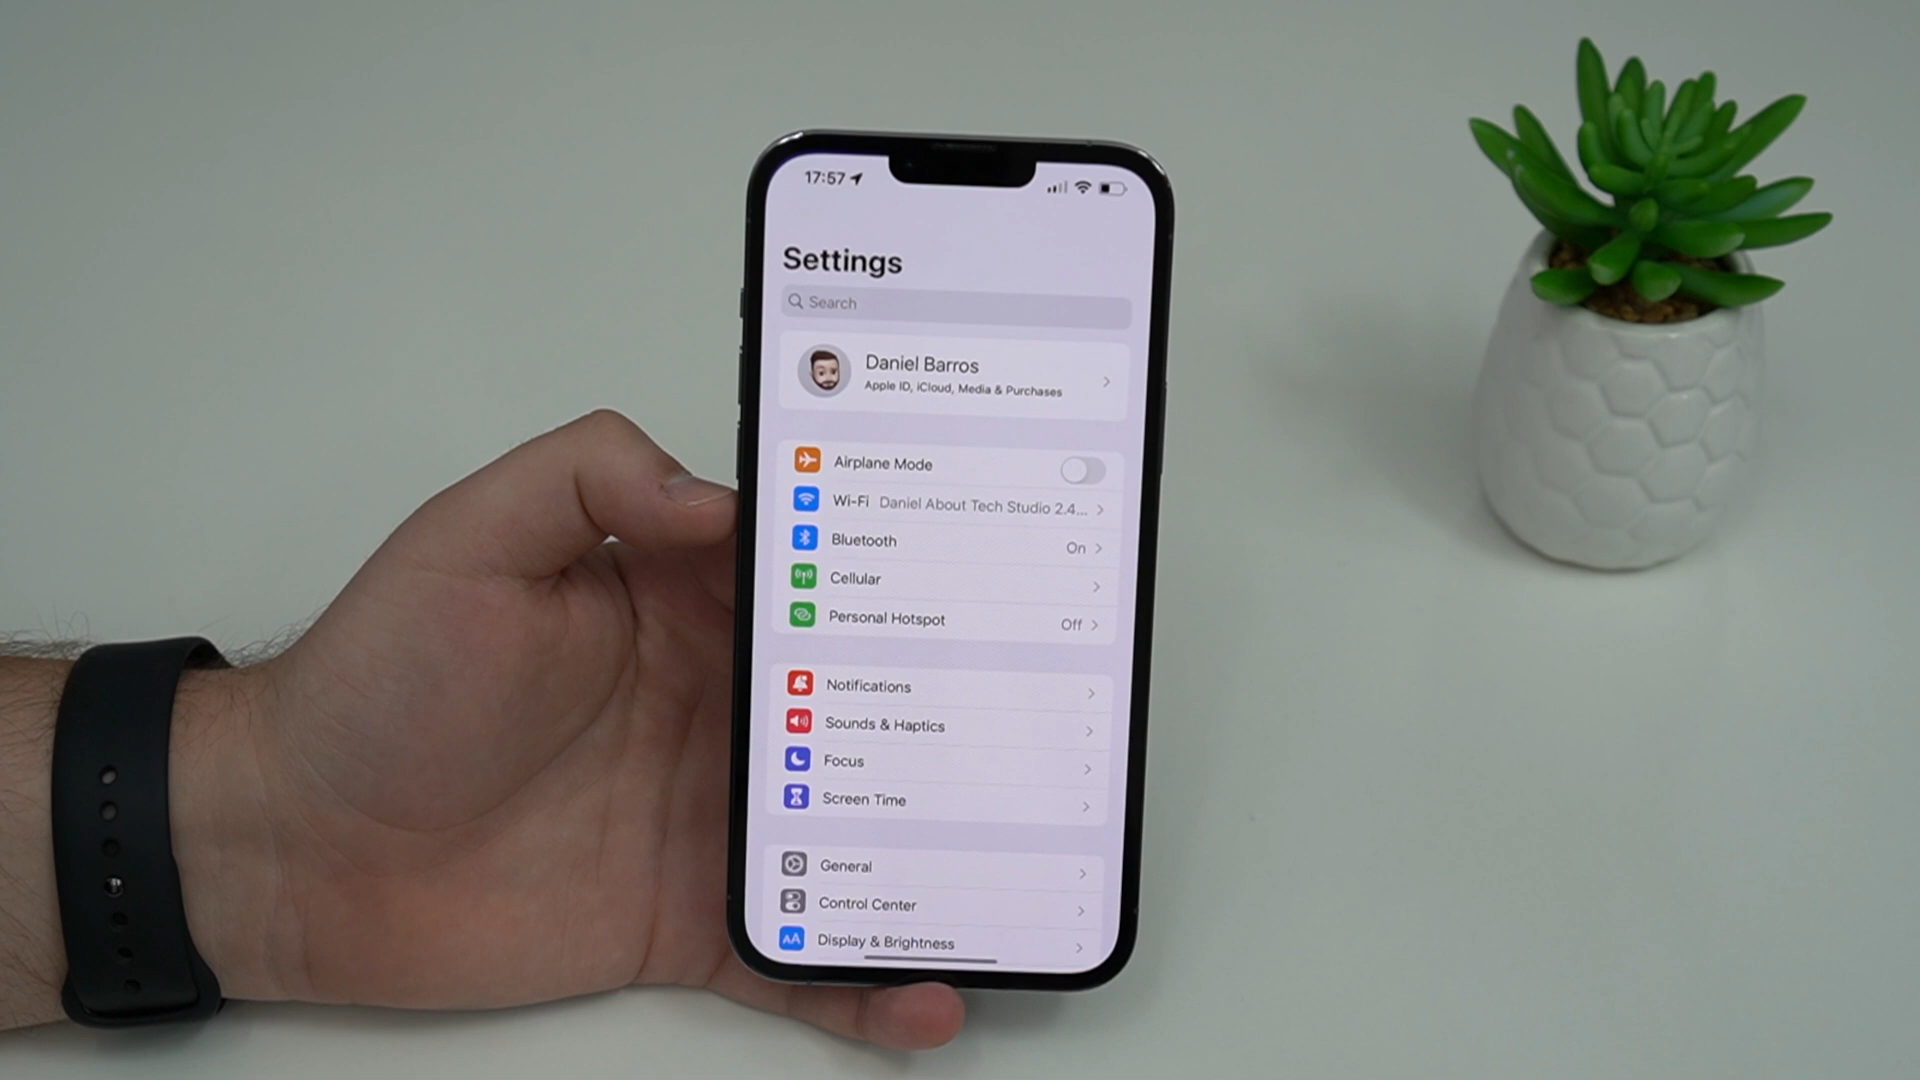 17:57
Settings
Search
Daniel Barros
Apple ID, iCloud, Media & Purchases
Airplane Mode
Wi-Fi Daniel About Tech Studio 2.4...
Bluetooth On
Cellular
Personal Hotspot Off
Notifications
Sounds & Haptics
Focus
Screen Time
General
Control Center
AA Display & Brightness